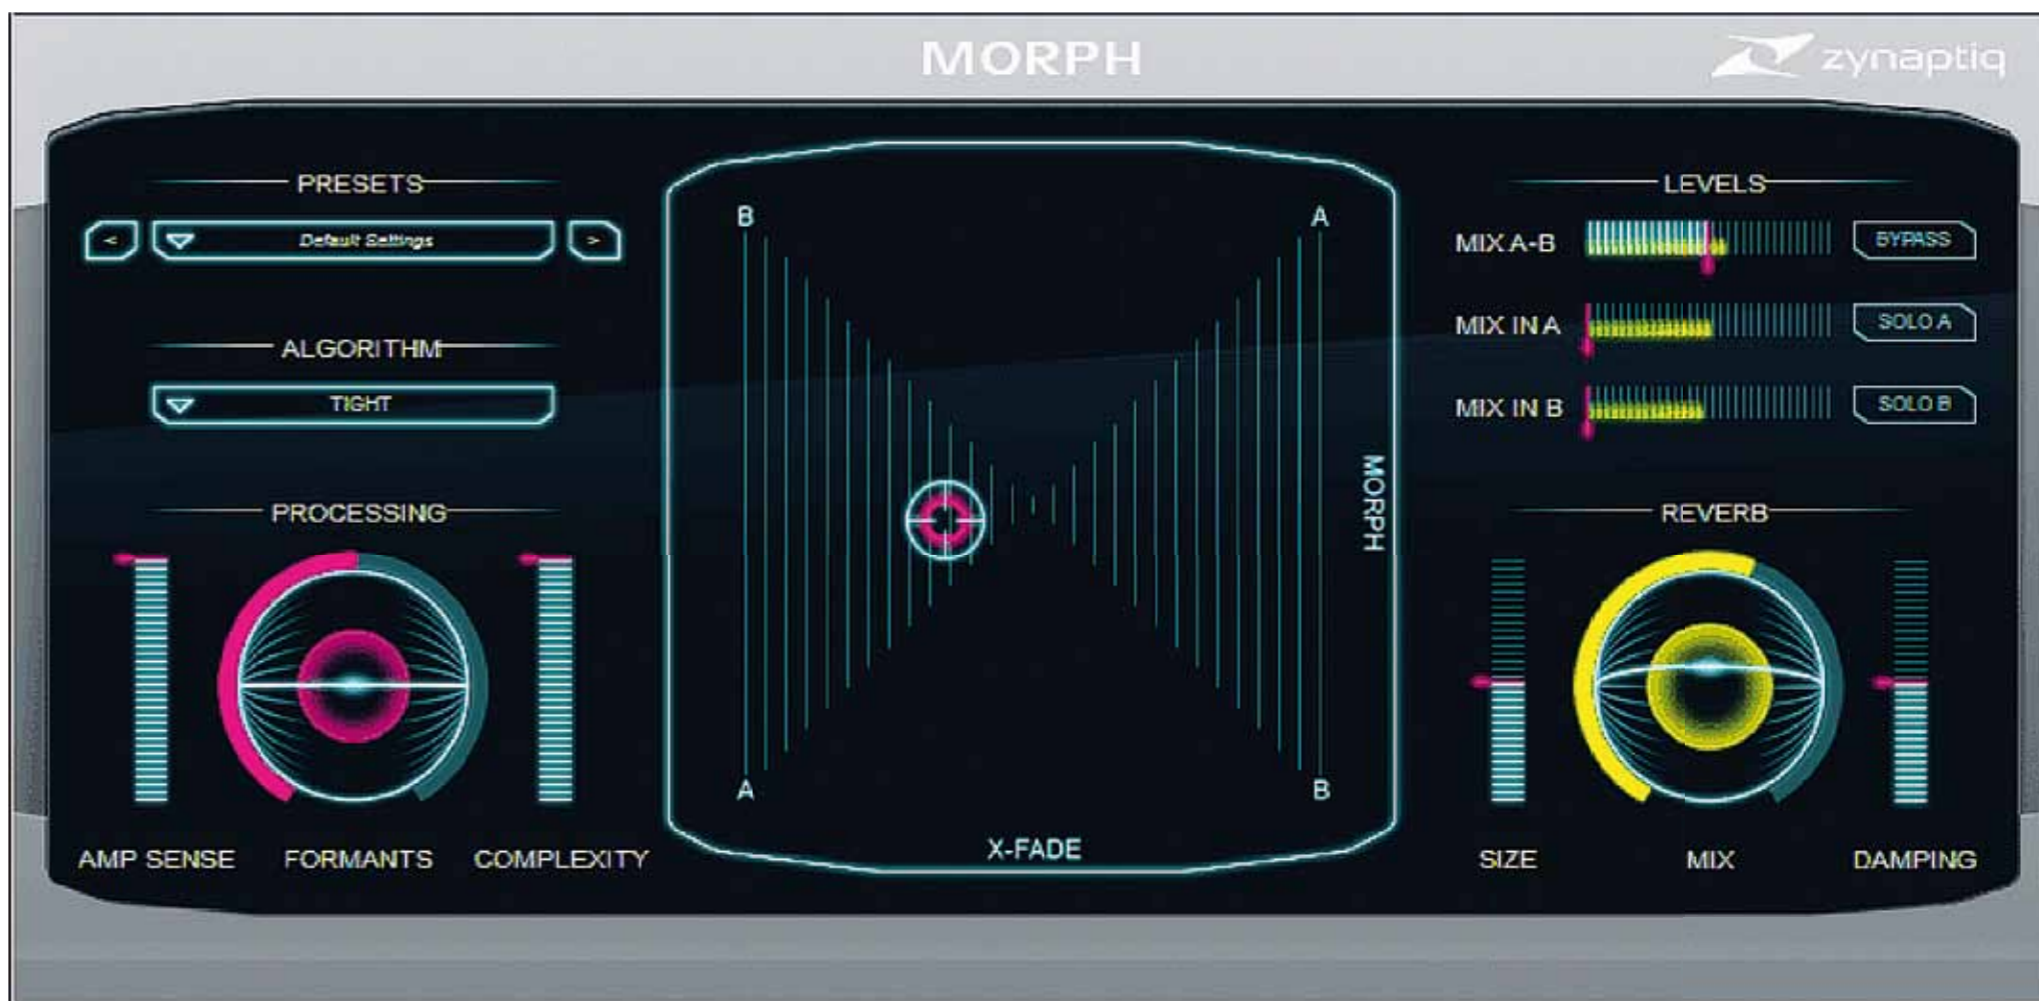 MORPH
zynaptiq
PRESETS
<
Default Settings
>
ALGORITHM
TIGHT
PROCESSING
AMP SENSE
FORMANTS
COMPLEXITY
B
A
A
B
MORPH
X-FADE
LEVELS
MIX A-B
BYPASS
MIX IN A
SOLO A
MIX IN B
SOLO B
REVERB
SIZE
MIX
DAMPING